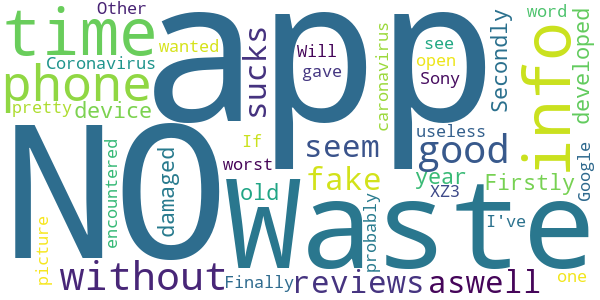 time
app
info
phone
NO
Waste
Other
wanted
Coronavirus
pretty
device
sucks
Will
gave
caronavirus
see
open
Sony
Secondly
word
developed
useless
good
seem
If
worst
damaged
encountered
old
fake
year
XZ3
Firstly
Google
probably
I've
one
picture
without
Finally
reviews
aswell